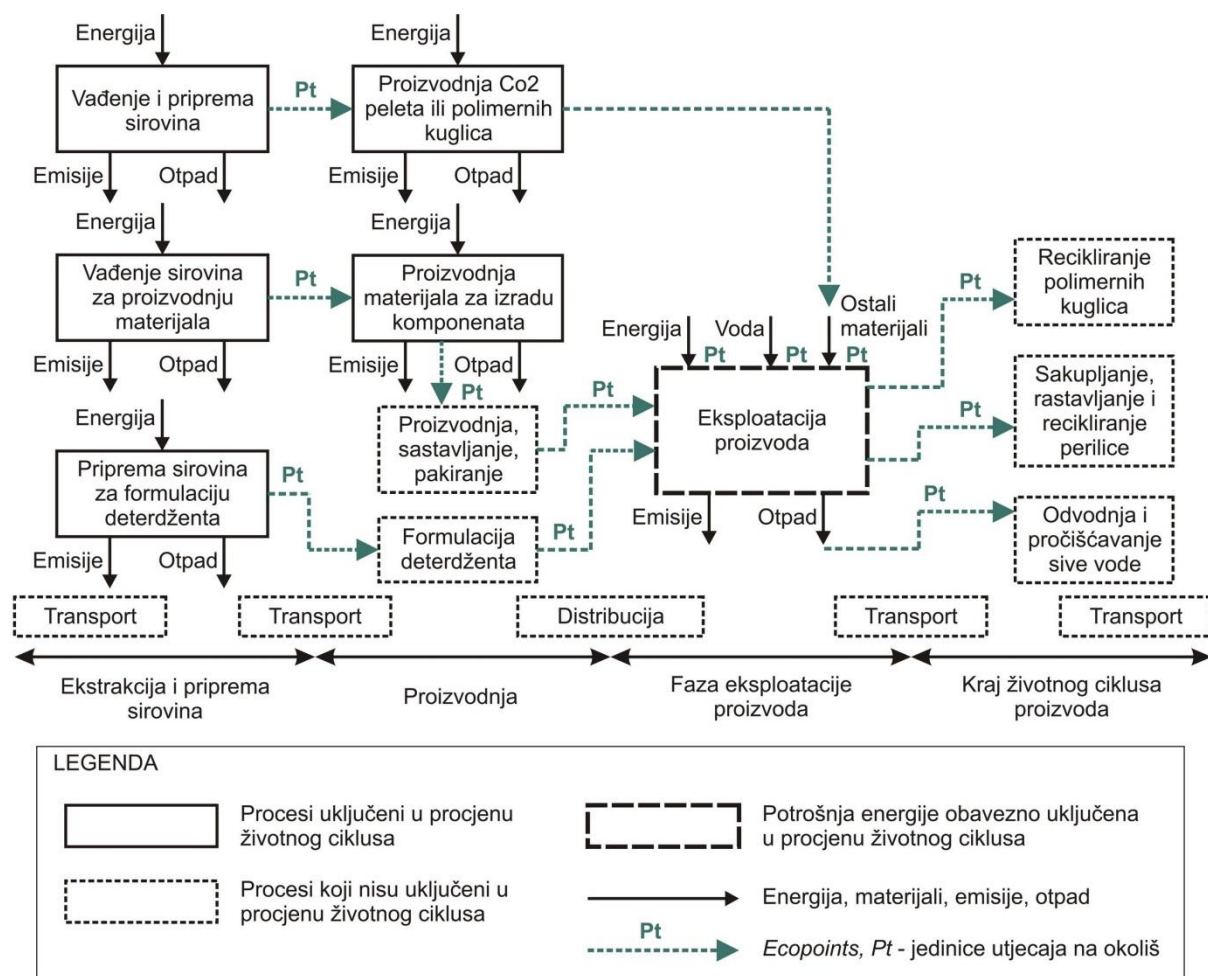 Energija
Energija
Vađenje i priprema
sirovina
Pt
Proizvodnja Co2
peleta ili polimernih
kuglica
Emisije
Otpad
Emisije
Otpad
Energija
Energija
Vađenje sirovina
za proizvodnju
materijala
Pt
Proizvodnja
materijala za izradu
komponenata
Emisije
Otpad
Emisije
Otpad
Pt
Energija
Priprema sirovina
za formulaciju
deterdženta
Pt
Proizvodnja,
sastavljanje,
pakiranje
Pt
Formulacija
deterdženta
Pt
Emisije
Otpad
Energija
Voda
Ostali
materijali
Pt
Pt
Pt
Eksploatacija
proizvoda
Emisije
Otpad
Pt
Recikliranje
polimernih
kuglica
Pt
Sakupljanje,
rastavljanje i
recikliranje
perilice
Pt
Odvodnja i
pročišćavanje
sive vode
Transport
Transport
Distribucija
Transport
Transport
Ekstrakcija i priprema
sirovina
Proizvodnja
Faza eksploatacije
proizvoda
Kraj životnog ciklusa
proizvoda
LEGENDA
Procesi uključeni u procjenu
životnog ciklusa
Procesi koji nisu uključeni u
procjenu životnog ciklusa
Potrošnja energije obavezno uključena
u procjenu životnog ciklusa
Energija, materijali, emisije, otpad
Pt
Ecopoints, Pt - jedinice utjecaja na okoliš